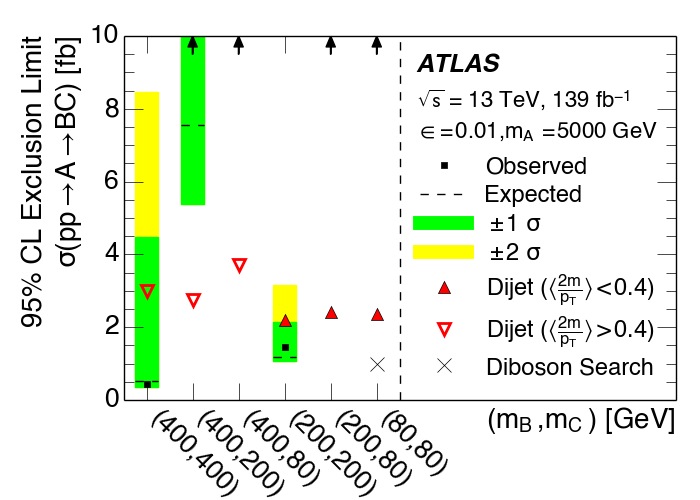 95% CL Exclusion Limit
σ(pp→A→BC) [fb]
10
8
6
4
2
0
ATLAS
√s = 13 TeV, 139 fb⁻¹
∈=0.01,m_A =5000 GeV
Observed
Expected
±1 σ
±2 σ
Dijet (⟨2m/p_T⟩<0.4)
Dijet (⟨2m/p_T⟩>0.4)
Diboson Search
(400,400)
(400,200)
(400,80)
(200,200)
(200,80)
(80,80)
(m_B,m_C) [GeV]